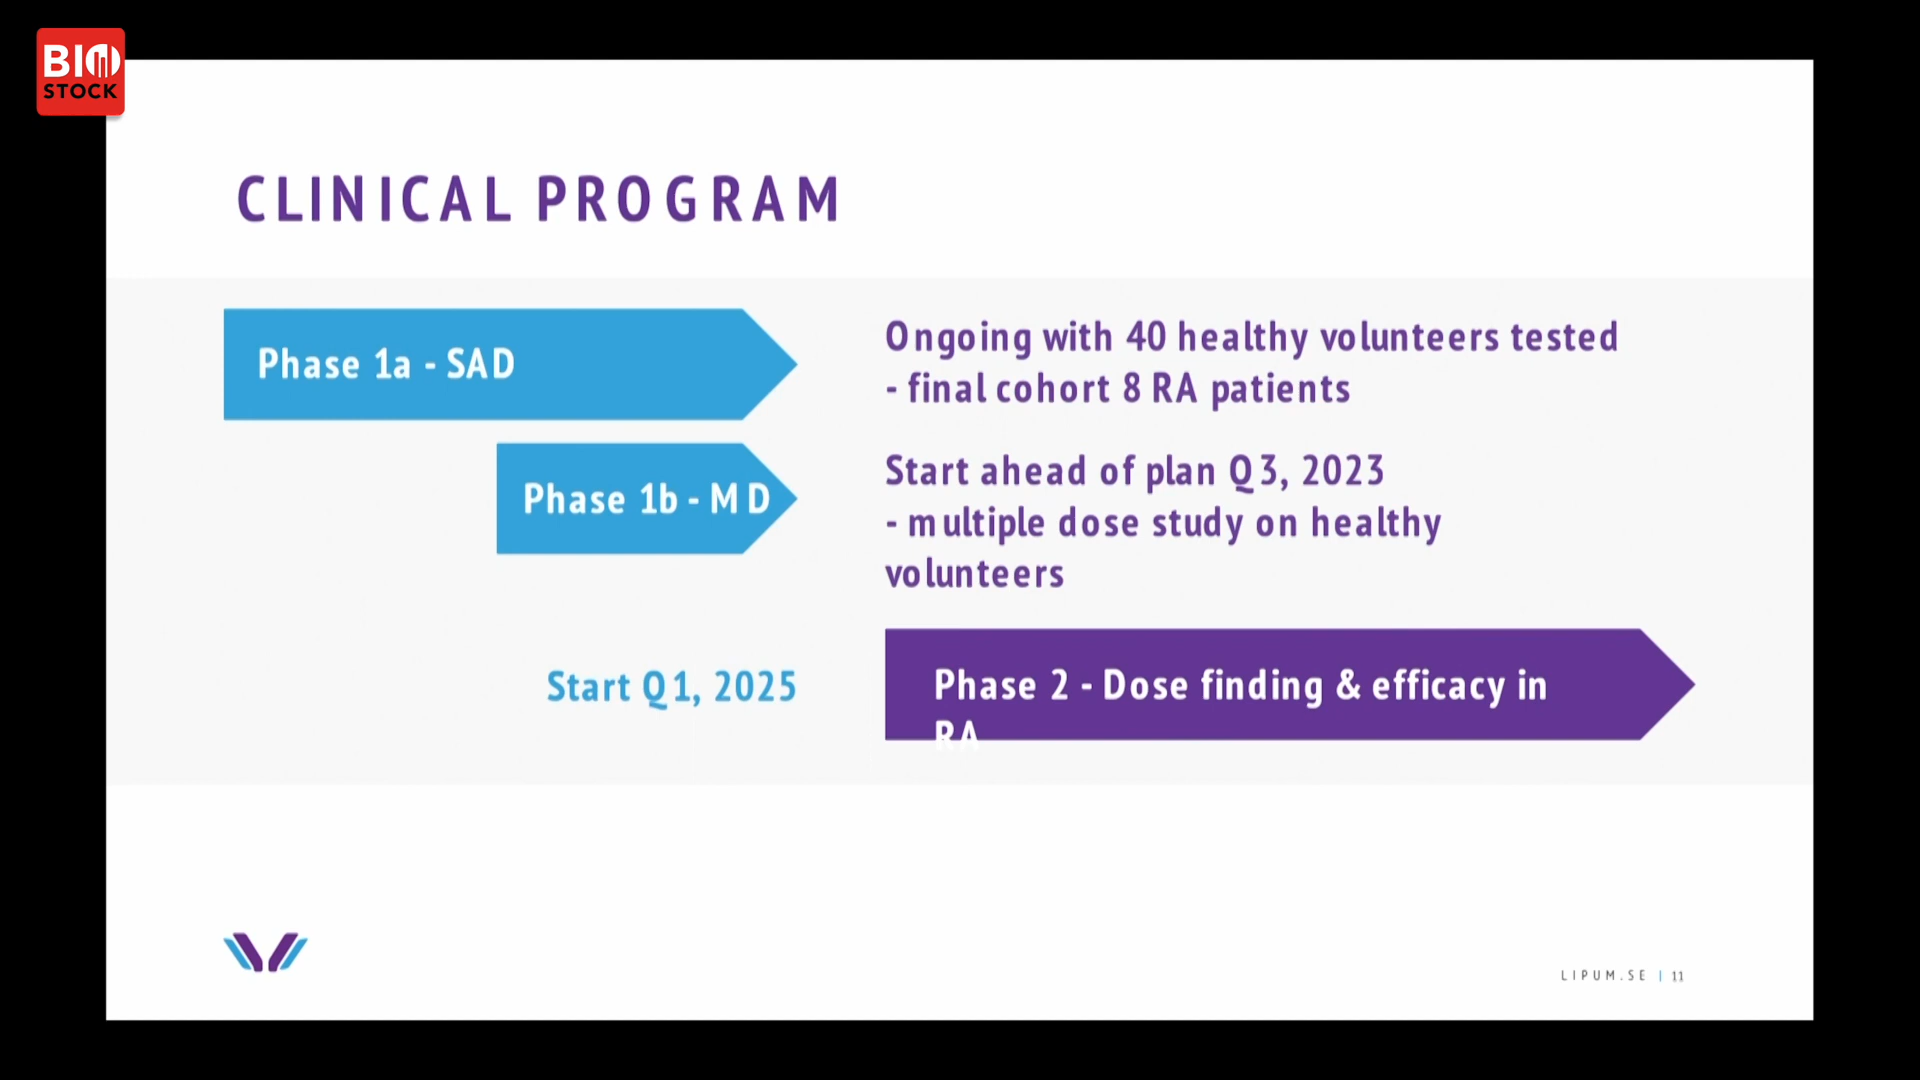 BIO
STOCK
CLINICAL PROGRAM
Phase 1a - SAD
Ongoing with 40 healthy volunteers tested
- final cohort 8 RA patients
Phase 1b - MD
Start ahead of plan Q3, 2023
- multiple dose study on healthy
volunteers
Start Q1, 2025
Phase 2 - Dose finding & efficacy in
RA
LIPUM.SE | 11